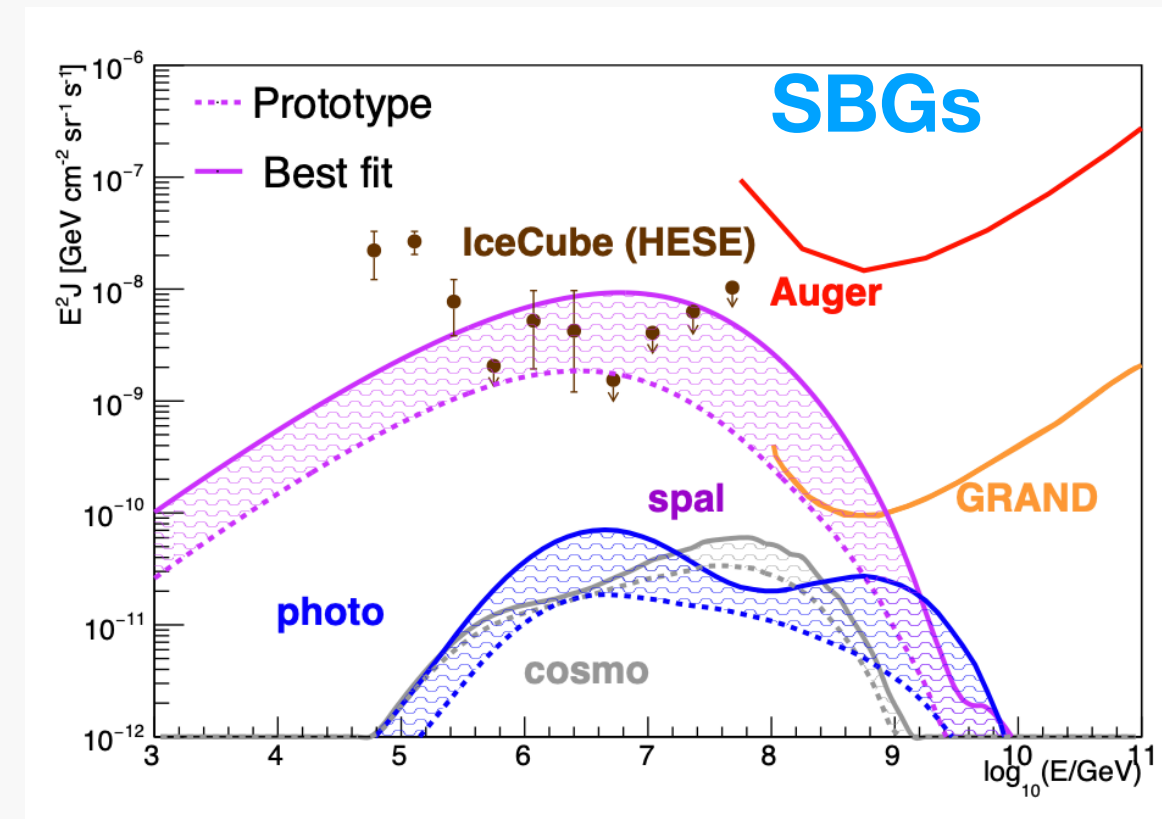 SBGs
Prototype
Best fit
IceCube (HESE)
Auger
GRAND
spal
photo
cosmo
E²J [GeV cm⁻² sr⁻¹ s⁻¹]
10⁻⁶
10⁻⁷
10⁻⁸
10⁻⁹
10⁻¹⁰
10⁻¹¹
10⁻¹²
3 4 5 6 7 8 9 10 11
log₁₀(E/GeV)